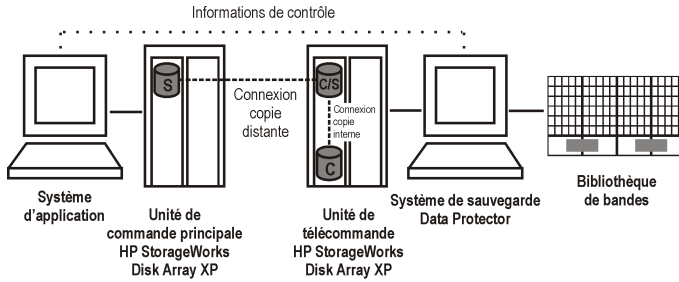 Informations de contrôle
S
C/S
Connexion
copie
distante
Connexion
copie
interne
C
Système
d'application
Unité de
commande principale
HP StorageWorks
Disk Array XP
Unité de
télécommande
HP StorageWorks
Disk Array XP
Système de sauvegarde
Data Protector
Bibliothèque
de bandes